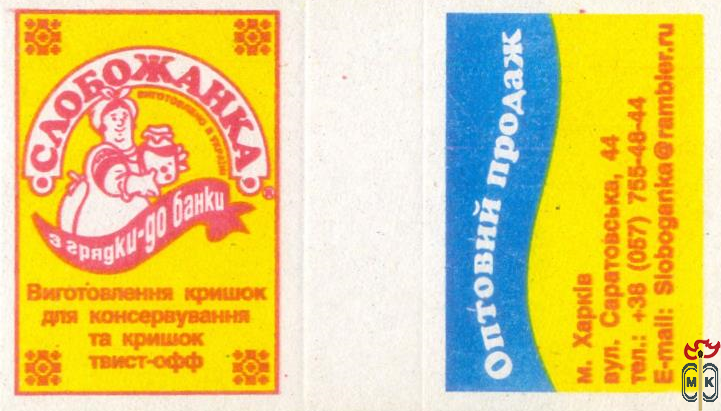 СЛОБОЖАНКА
ВИГОТОВЛЕНО В УКРАЇНІ
®
з грядки-до банки
Виготовлення кришок
для консервування
та кришок
твист-офф
Оптовий продаж
м. Харків
вул. Саратовська, 44
тел.: +38 (057) 755-48-44
E-mail: Sloboganka@rambler.ru
М К